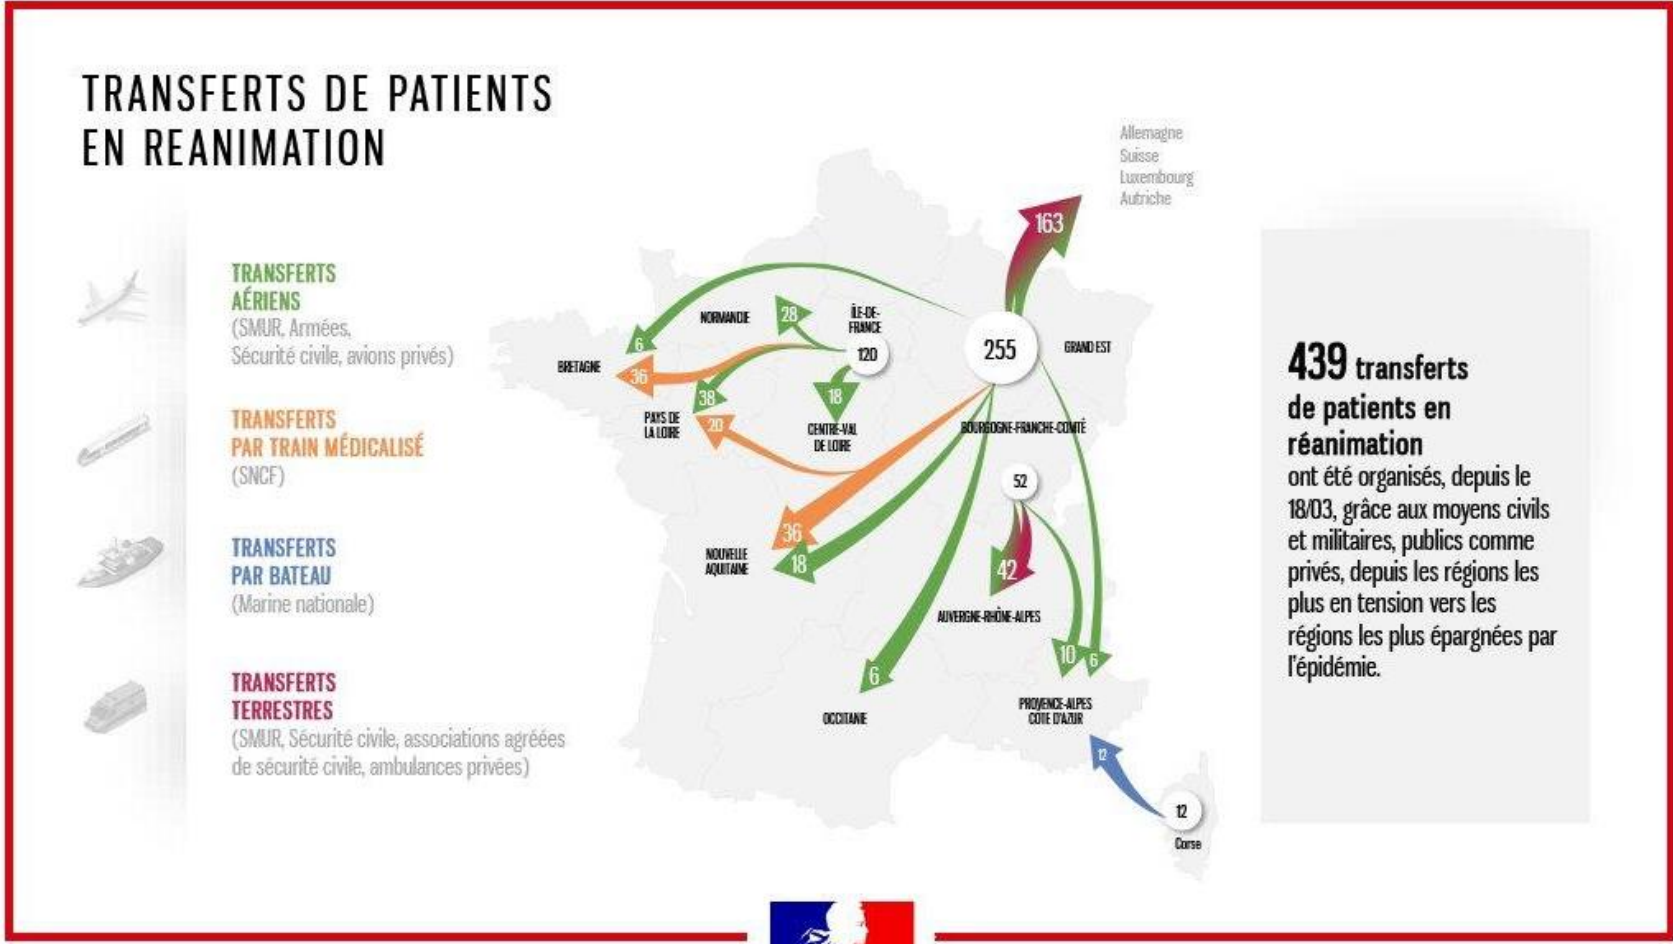 TRANSFERTS DE PATIENTS
EN REANIMATION
TRANSFERTS
AÉRIENS
(SMUR, Armées,
Sécurité civile, avions privés)
TRANSFERTS
PAR TRAIN MÉDICALISÉ
(SNCF)
TRANSFERTS
PAR BATEAU
(Marine nationale)
TRANSFERTS
TERRESTRES
(SMUR, Sécurité civile, associations agréées
de sécurité civile, ambulances privées)
Allemagne
Suisse
Luxembourg
Autriche
163
NORMANDIE
28
ÎLE-DE-
FRANCE
120
255
GRAND EST
6
BRETAGNE
36
38
18
PAYS DE
LA LOIRE
20
CENTRE-VAL
DE LOIRE
BOURGOGNE-FRANCHE-COMTÉ
52
36
NOUVELLE
AQUITAINE
18
42
AUVERGNE-RHÔNE-ALPES
10
6
6
OCCITANIE
PROVENCE-ALPES
COTE D'AZUR
12
12
Corse
439 transferts
de patients en
réanimation
ont été organisés, depuis le
18/03, grâce aux moyens civils
et militaires, publics comme
privés, depuis les régions les
plus en tension vers les
régions les plus épargnées par
l'épidémie.